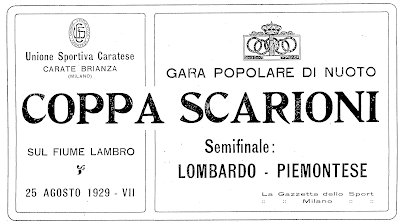 Unione Sportiva Caratese
CARATE BRIANZA
(MILANO)
GARA POPOLARE DI NUOTO
COPPA SCARIONI
SUL FIUME LAMBRO
25 AGOSTO 1929 - VII
Semifinale:
LOMBARDO - PIEMONTESE
La Gazzetta dello Sport
:: :: Milano :: ::